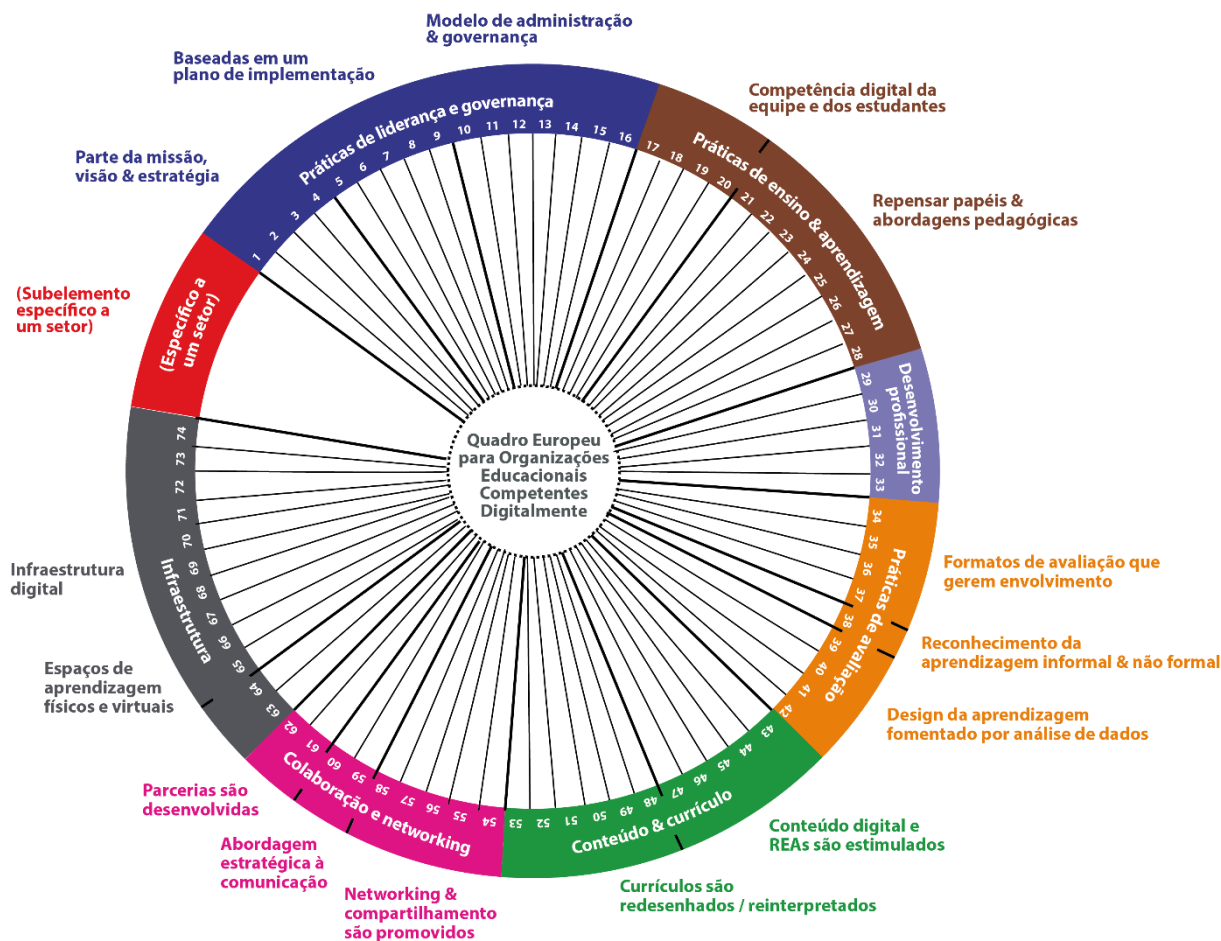 Modelo de administração
& governança
Baseadas em um
plano de implementação
Parte da missão,
visão & estratégia
Práticas de liderança e governança
1 2 3 4 5 6 7 8 9 10 11 12 13 14 15 16
Competência digital da
equipe e dos estudantes
Repensar papéis &
abordagens pedagógicas
Práticas de ensino & aprendizagem
17 18 19 20 21 22 23 24 25 26 27 28
Desenvolvimento
profissional
29 30 31 32 33
Práticas de avaliação
34 35 36 37 38 39 40 41 42
Formatos de avaliação que
gerem envolvimento
Reconhecimento da
aprendizagem informal & não formal
Design da aprendizagem
fomentado por análise de dados
Conteúdo & currículo
43 44 45 46 47 48 49 50 51 52 53
Conteúdo digital e
REAs são estimulados
Currículos são
redesenhados / reinterpretados
Colaboração e networking
54 55 56 57 58 59 60 61 62
Networking &
compartilhamento
são promovidos
Abordagem
estratégica à
comunicação
Parcerias são
desenvolvidas
Infraestrutura
63 64 65 66 67 68 69 70 71 72 73 74
Espaços de
aprendizagem
físicos e virtuais
Infraestrutura
digital
(Específico a
um setor)
(Subelemento
específico a
um setor)
Quadro Europeu
para Organizações
Educacionais
Competentes
Digitalmente